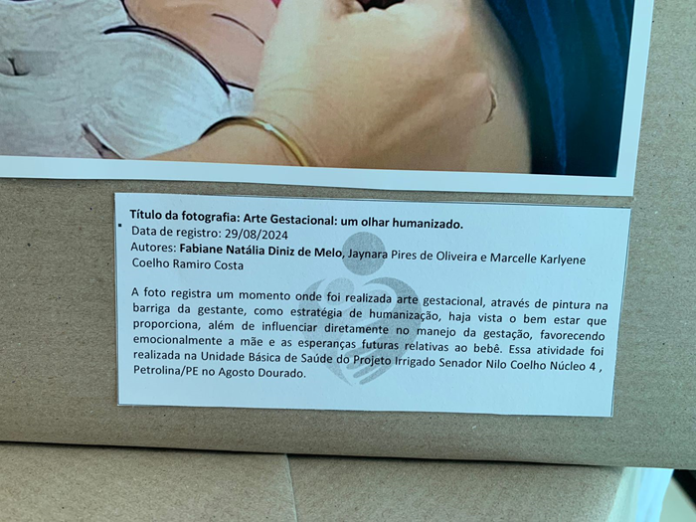 Título da fotografia: Arte Gestacional: um olhar humanizado.
Data de registro: 29/08/2024
Autores: Fabiane Natália Diniz de Melo, Jaynara Pires de Oliveira e Marcelle Karlyene
Coelho Ramiro Costa
A foto registra um momento onde foi realizada arte gestacional, através de pintura na
barriga da gestante, como estratégia de humanização, haja vista o bem estar que
proporciona, além de influenciar diretamente no manejo da gestação, favorecendo
emocionalmente a mãe e as esperanças futuras relativas ao bebê. Essa atividade foi
realizada na Unidade Básica de Saúde do Projeto Irrigado Senador Nilo Coelho Núcleo 4 ,
Petrolina/PE no Agosto Dourado.